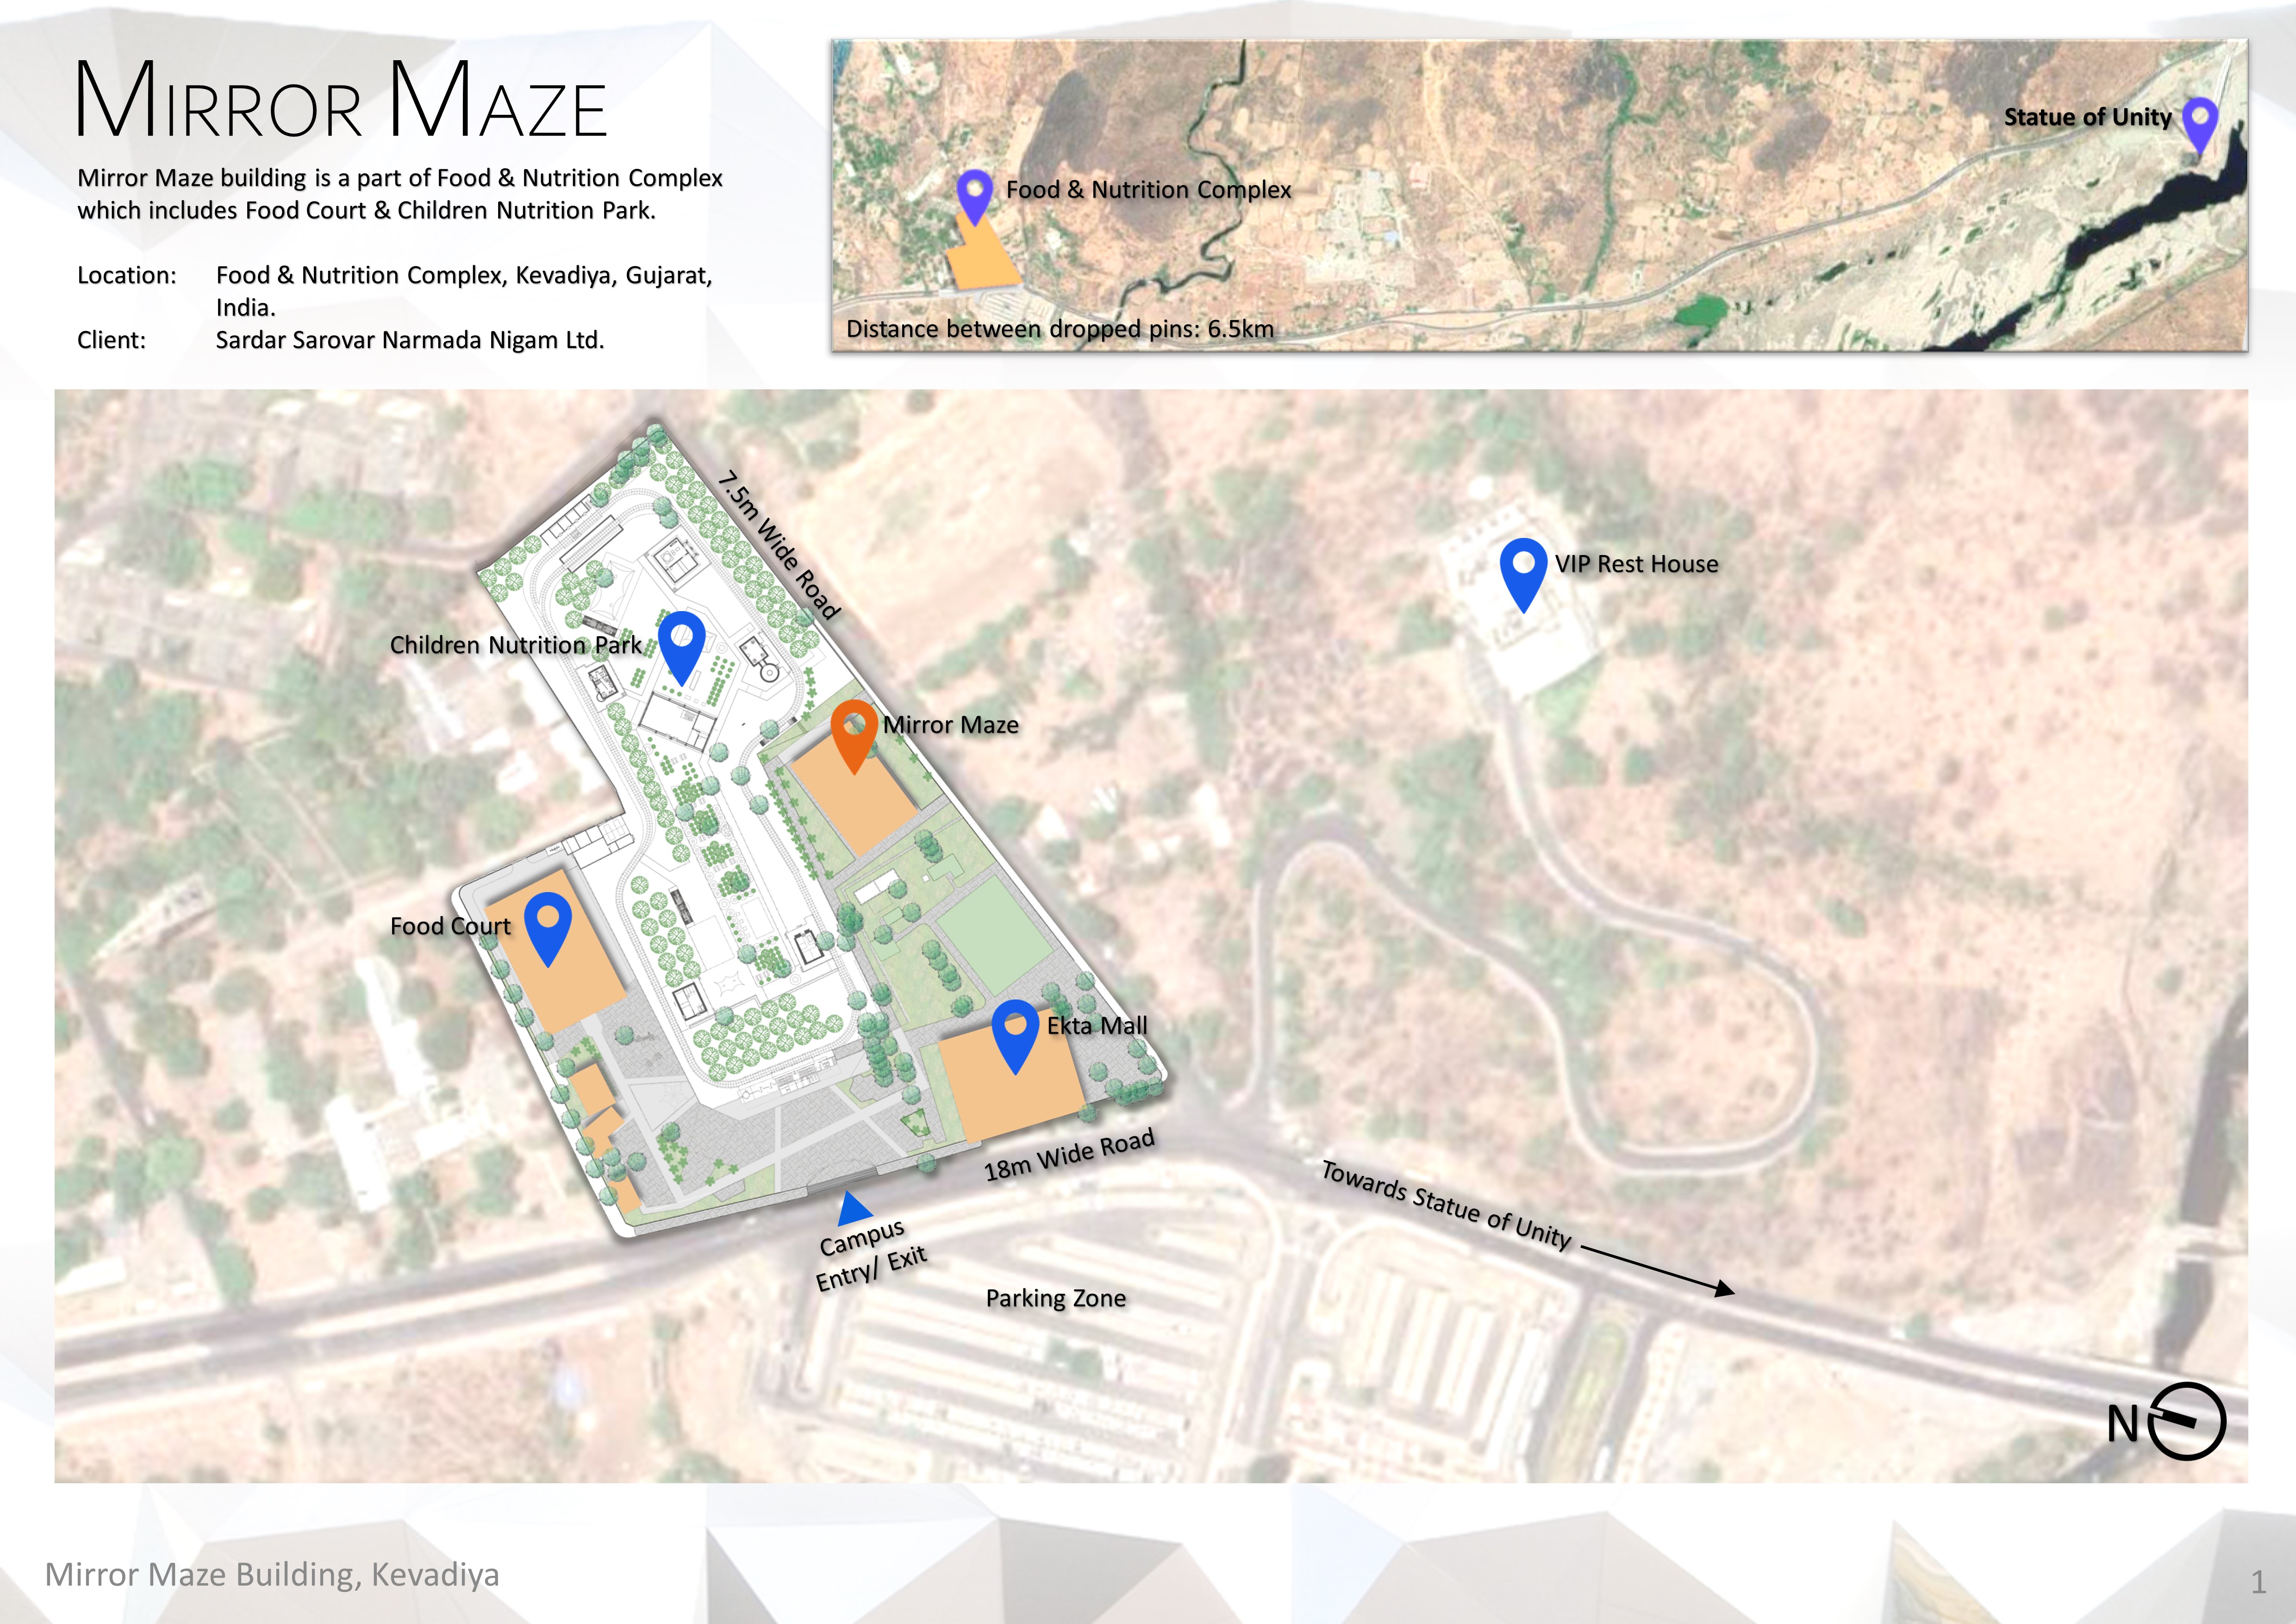 MIRROR MAZE
Mirror Maze building is a part of Food & Nutrition Complex
which includes Food Court & Children Nutrition Park.
Location: Food & Nutrition Complex, Kevadiya, Gujarat,
India.
Client: Sardar Sarovar Narmada Nigam Ltd.
Statue of Unity
Food & Nutrition Complex
Distance between dropped pins: 6.5km
7.5m Wide Road
VIP Rest House
Children Nutrition Park
Mirror Maze
Food Court
Ekta Mall
18m Wide Road
Towards Statue of Unity
Campus
Entry/ Exit
Parking Zone
N
Mirror Maze Building, Kevadiya
1